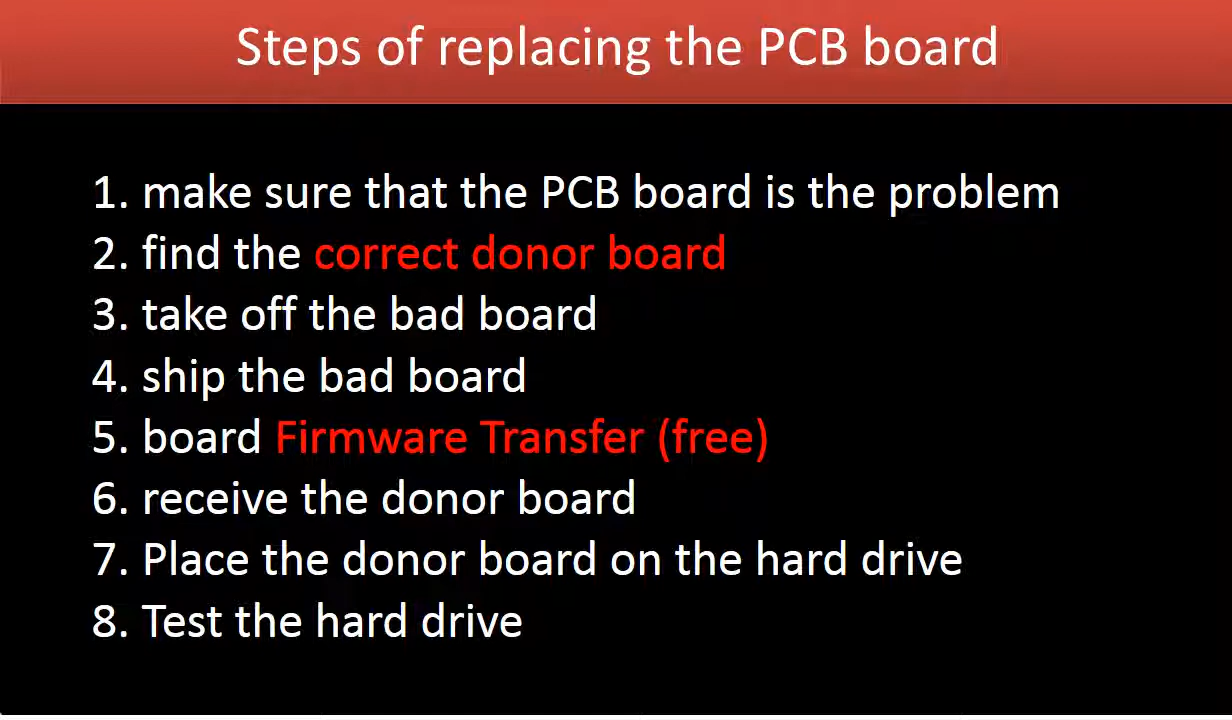 Steps of replacing the PCB board
1. make sure that the PCB board is the problem
2. find the correct donor board
3. take off the bad board
4. ship the bad board
5. board Firmware Transfer (free)
6. receive the donor board
7. Place the donor board on the hard drive
8. Test the hard drive